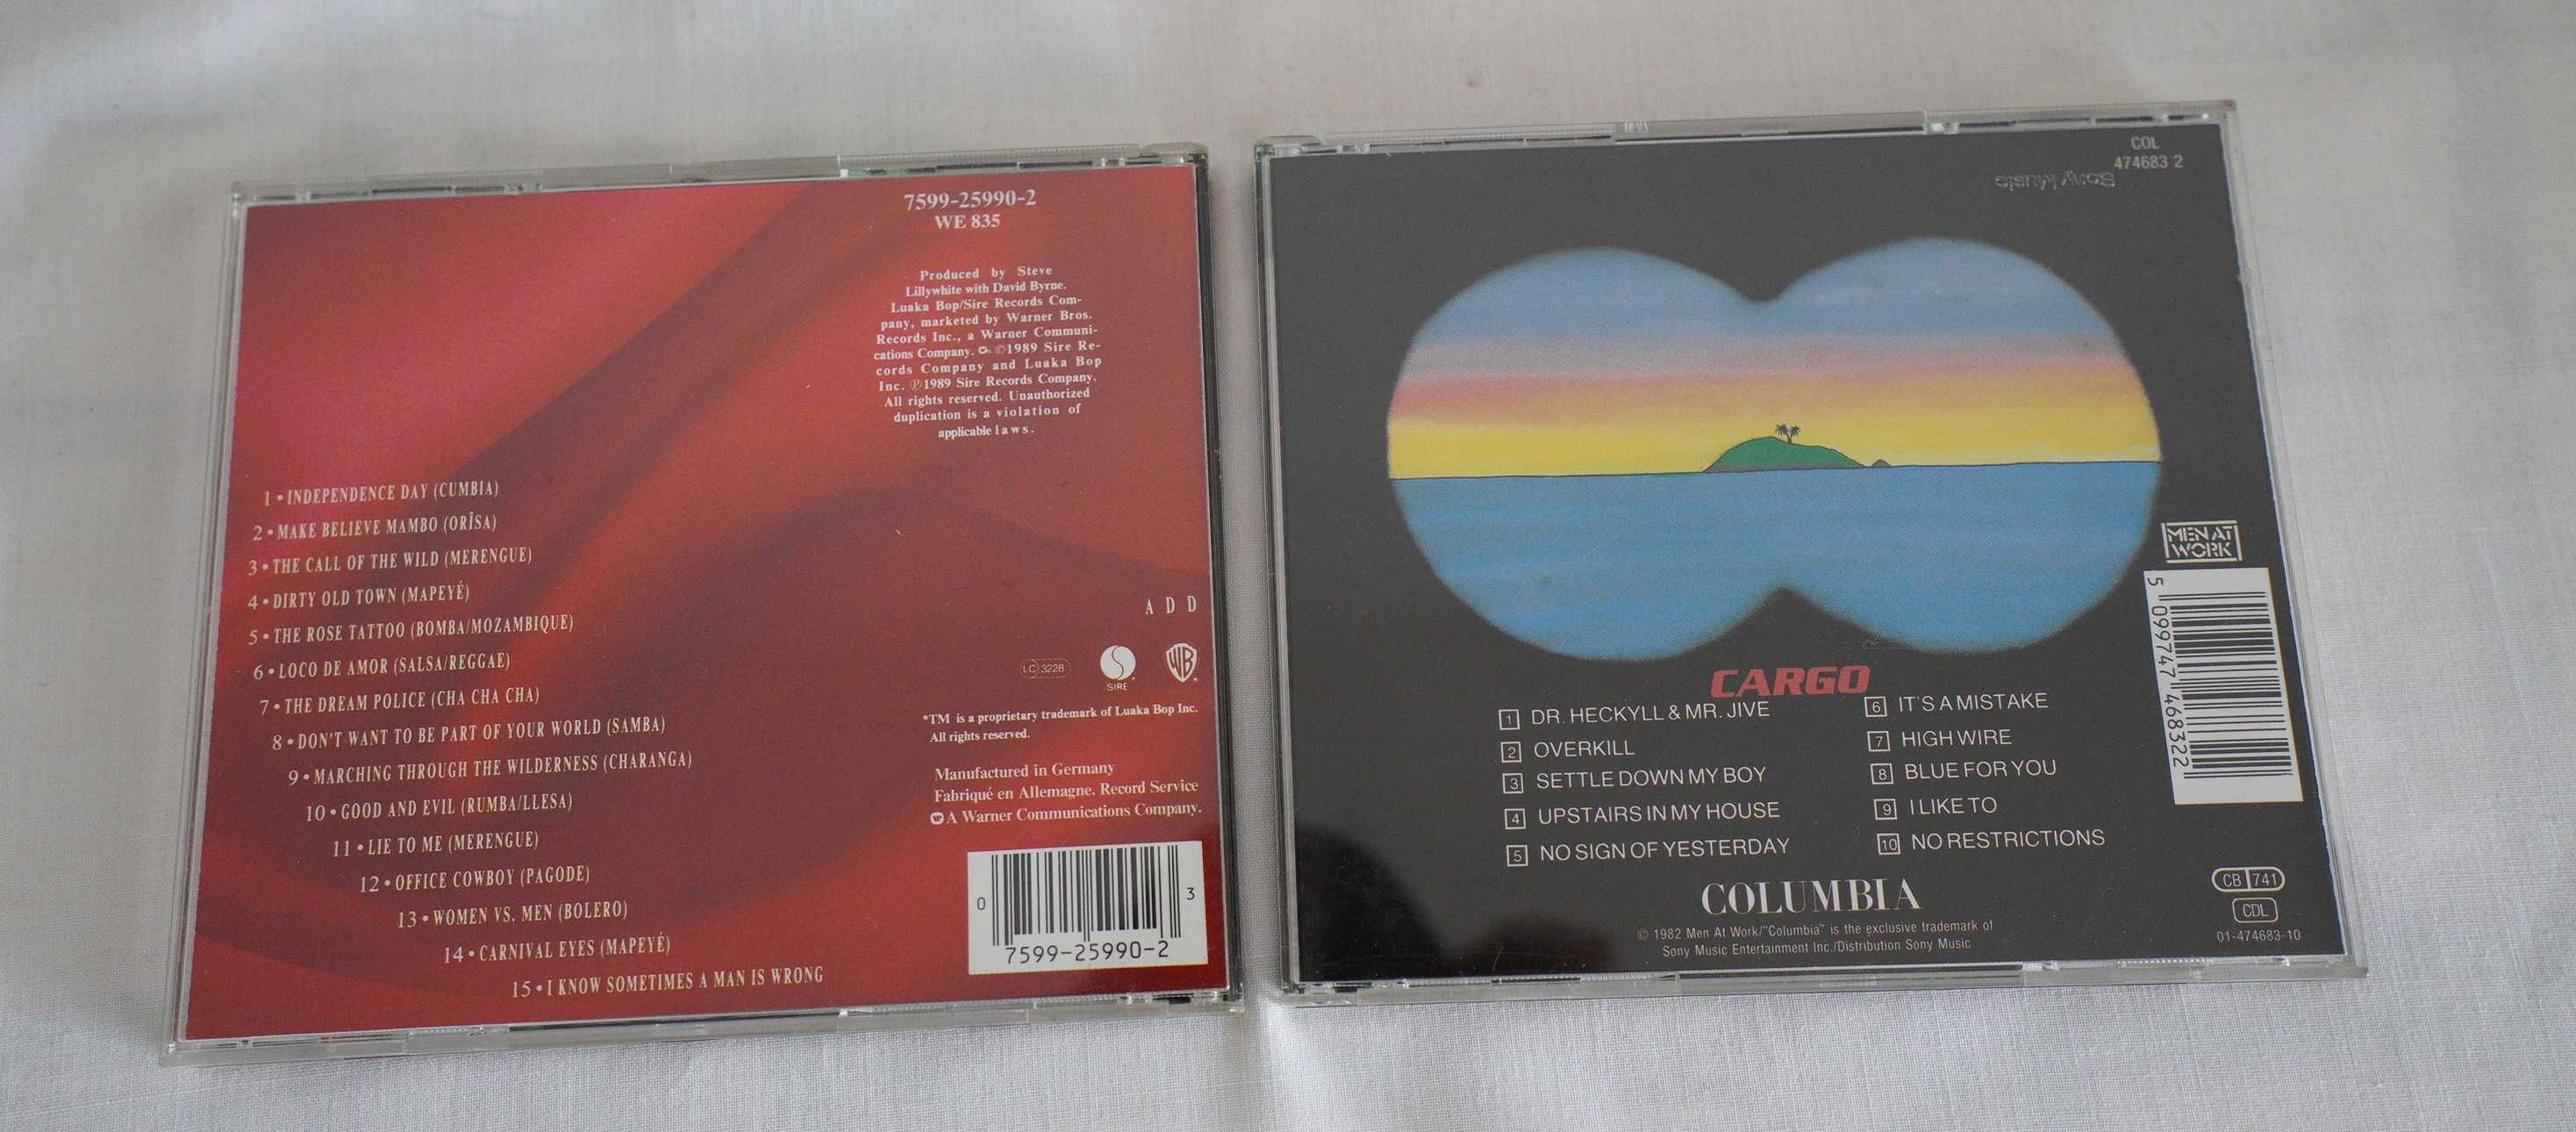 7599-25990-2
WE 835
Produced by Steve
Lillywhite with David Byrne.
Luaka Bop/Sire Records Com-
pany, marketed by Warner Bros.
Records Inc., a Warner Communi-
cations Company. ©1989 Sire Re-
cords Company and Luaka Bop
Inc. ℗1989 Sire Records Company.
All rights reserved. Unauthorized
duplication is a violation of
applicable laws.
1•INDEPENDENCE DAY (CUMBIA)
2•MAKE BELIEVE MAMBO (ORÎSA)
3•THE CALL OF THE WILD (MERENGUE)
4•DIRTY OLD TOWN (MAPEYÉ)
5•THE ROSE TATTOO (BOMBA/MOZAMBIQUE)
6•LOCO DE AMOR (SALSA/REGGAE)
7•THE DREAM POLICE (CHA CHA CHA)
8•DON'T WANT TO BE PART OF YOUR WORLD (SAMBA)
9•MARCHING THROUGH THE WILDERNESS (CHARANGA)
10•GOOD AND EVIL (RUMBA/LLESA)
11•LIE TO ME (MERENGUE)
12•OFFICE COWBOY (PAGODE)
13•WOMEN VS. MEN (BOLERO)
14•CARNIVAL EYES (MAPEYÉ)
15•I KNOW SOMETIMES A MAN IS WRONG
A D D
LC 3228
SIRE
WB
*TM is a proprietary trademark of Luaka Bop Inc.
All rights reserved.
Manufactured in Germany
Fabriqué en Allemagne. Record Service
A Warner Communications Company.
0
3
7599-25990-2
COL
474683 2
Sony Music
MEN AT
WORK
5 099747 468322
CARGO
1 DR. HECKYLL & MR. JIVE
2 OVERKILL
3 SETTLE DOWN MY BOY
4 UPSTAIRS IN MY HOUSE
5 NO SIGN OF YESTERDAY
6 IT'S A MISTAKE
7 HIGH WIRE
8 BLUE FOR YOU
9 I LIKE TO
10 NO RESTRICTIONS
COLUMBIA
© 1982 Men At Work/"Columbia" is the exclusive trademark of
Sony Music Entertainment Inc./Distribution Sony Music
CB 741
CDL
01-474683-10